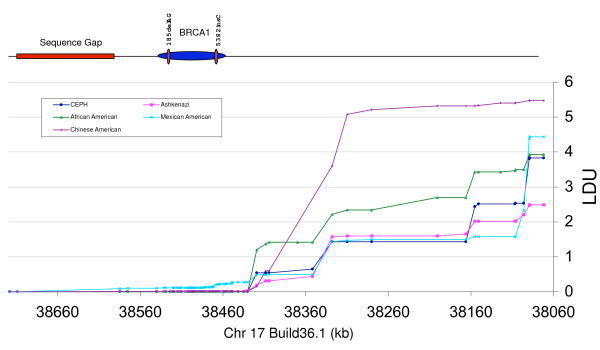 Sequence Gap
185delAG
BRCA1
5382insC
CEPH
Ashkenazi
African American
Mexican American
Chinese American
6
5
4
3
2
1
0
LDU
38660 38560 38460 38360 38260 38160 38060
Chr 17 Build36.1 (kb)